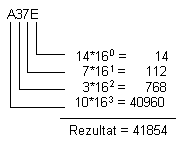 A37E
14*16⁰ = 14
7*16¹ = 112
3*16² = 768
10*16³ = 40960
Rezultat = 41854